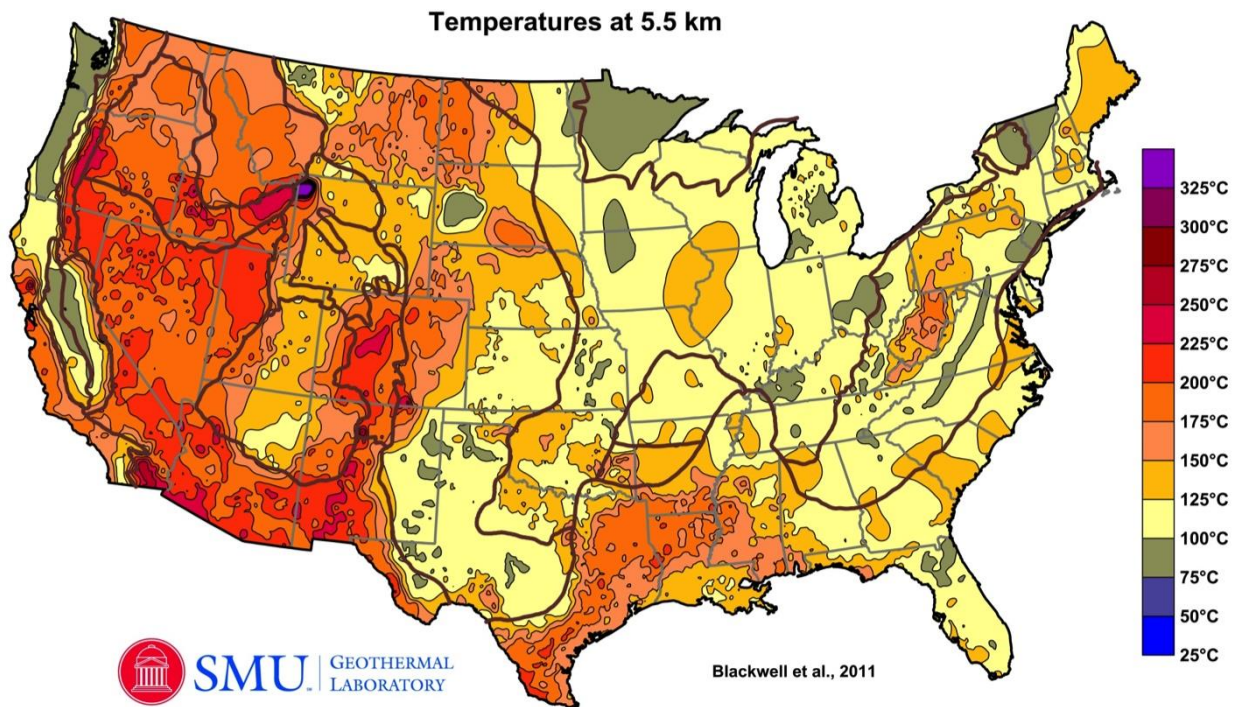 Temperatures at 5.5 km
325°C
300°C
275°C
250°C
225°C
200°C
175°C
150°C
125°C
100°C
75°C
50°C
25°C
SMU
GEOTHERMAL
LABORATORY
Blackwell et al., 2011